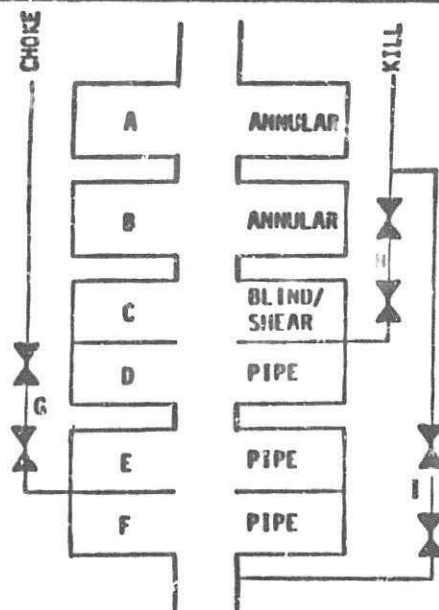 CHOKE
KILL
A ANNULAR
B ANNULAR
C BLIND/
SHEAR
D PIPE
G
H
E PIPE
F PIPE
I